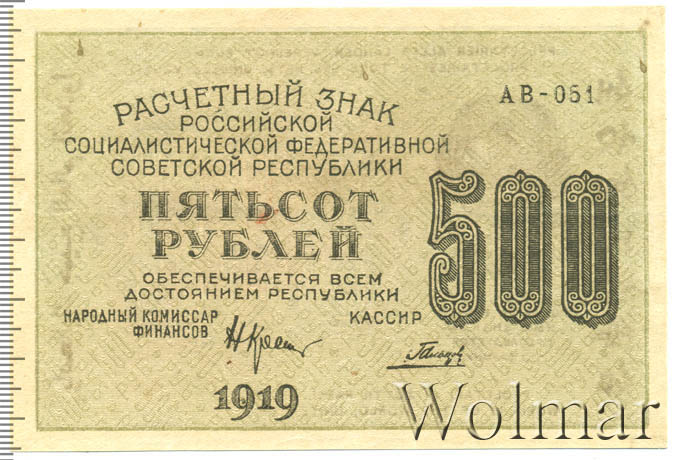 РАСЧЕТНЫЙ ЗНАК
РОССИЙСКОЙ
СОЦИАЛИСТИЧЕСКОЙ ФЕДЕРАТИВНОЙ
СОВЕТСКОЙ РЕСПУБЛИКИ
ПЯТЬСОТ
РУБЛЕЙ
ОБЕСПЕЧИВАЕТСЯ ВСЕМ
ДОСТОЯНИЕМ РЕСПУБЛИКИ
НАРОДНЫЙ КОМИССАР
ФИНАНСОВ
КАССИР
1919
АВ-051
500
Wolmar